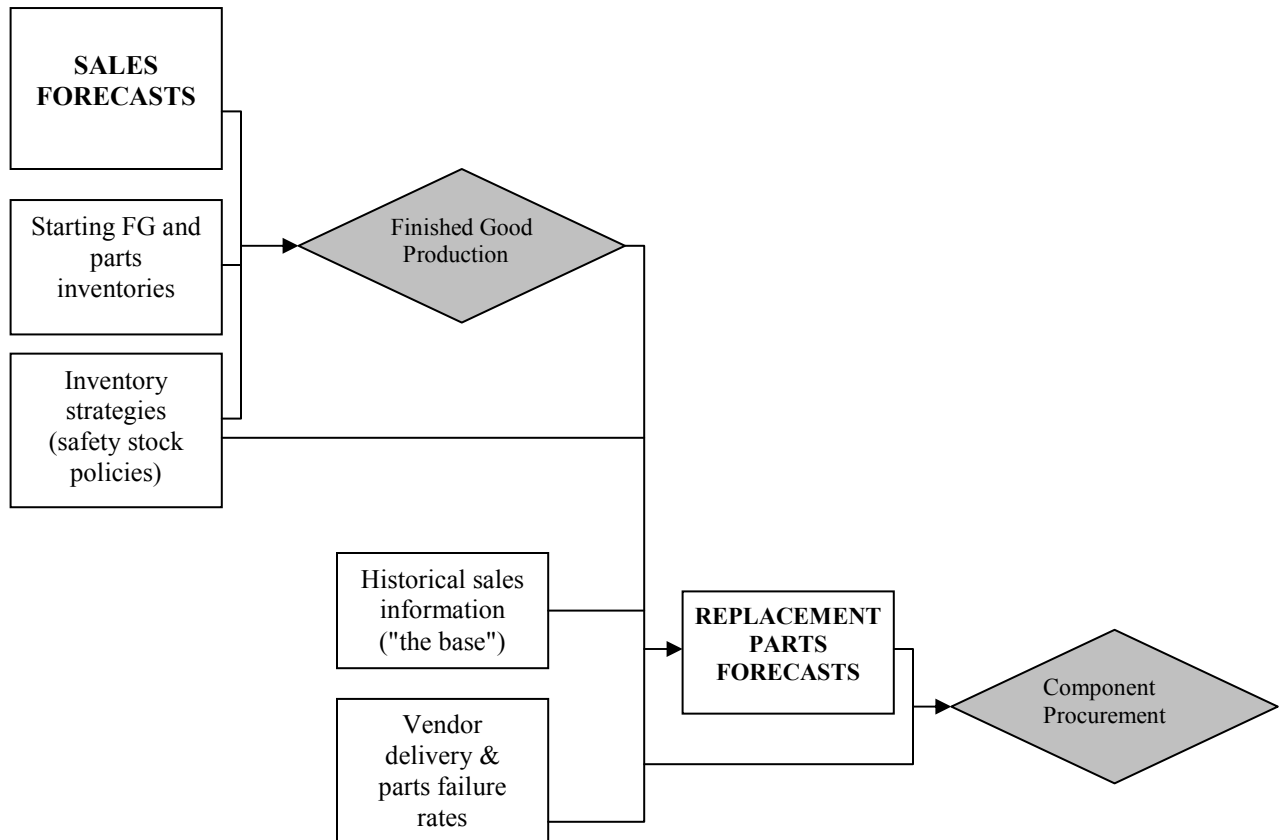 SALES
FORECASTS
Starting FG and
parts
inventories
Inventory
strategies
(safety stock
policies)
Finished Good
Production
Historical sales
information
("the base")
Vendor
delivery &
parts failure
rates
REPLACEMENT
PARTS
FORECASTS
Component
Procurement